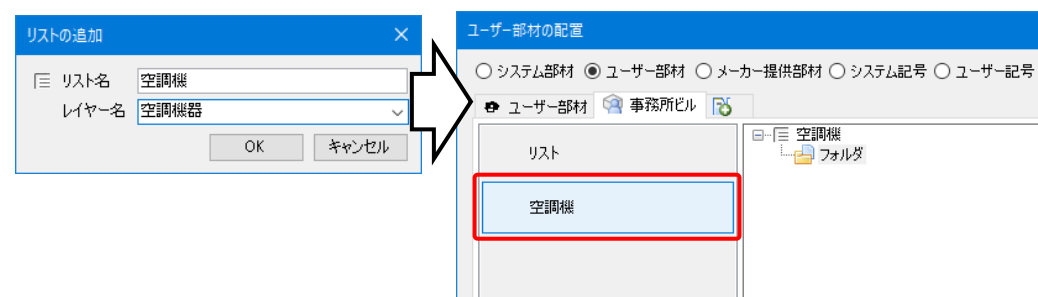 リストの追加
リスト名 空調機
レイヤー名 空調機器
OK キャンセル
ユーザー部材の配置
システム部材 ユーザー部材 メーカー提供部材 システム記号 ユーザー記号
ユーザー部材 事務所ビル
リスト
空調機
空調機
フォルダ